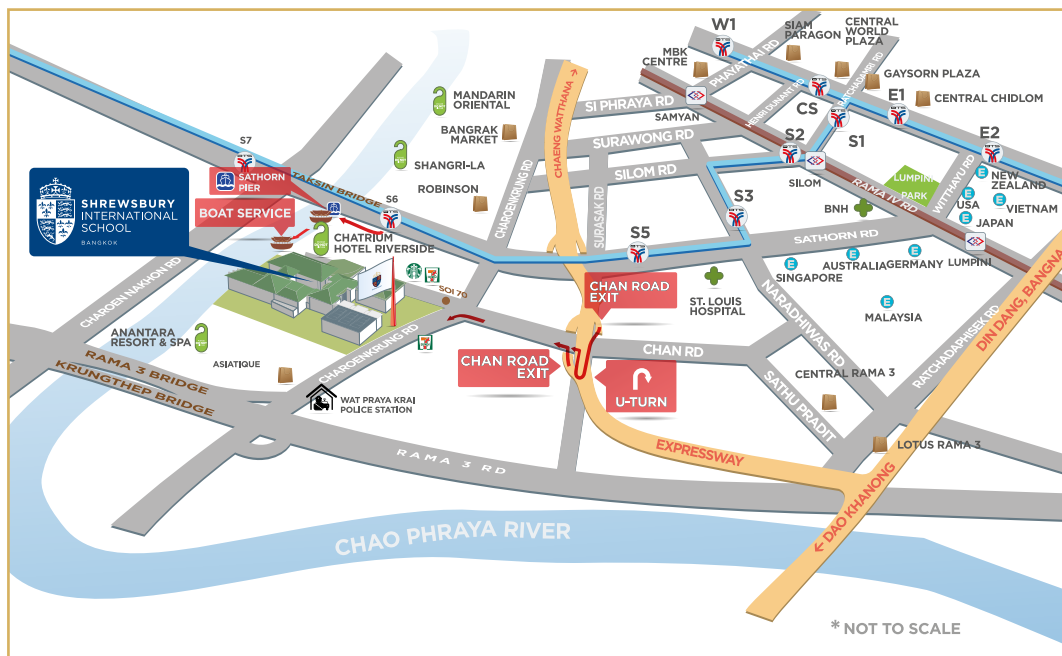 W1
SIAM
PARAGON
CENTRAL
WORLD
PLAZA
MBK
CENTRE
PHAYATHAI RD
RATCHADAMRI RD
GAYSORN PLAZA
HENRI DUNANT RD
CS
E1
CENTRAL CHIDLOM
MANDARIN
ORIENTAL
CHAENG WATTHANA
SI PHRAYA RD
SAMYAN
BANGRAK
MARKET
SURAWONG RD
S2
S1
E2
S7
SHANGRI-LA
SILOM RD
SILOM
RAMA IV RD
LUMPINI
PARK
WITTHAYU RD
NEW
ZEALAND
USA
VIETNAM
JAPAN
SHREWSBURY
INTERNATIONAL
SCHOOL
BANGKOK
SATHORN
PIER
TAKSIN BRIDGE
ROBINSON
CHAROENKRUNG RD
SURASAK RD
BNH
BOAT SERVICE
S6
S3
S5
SATHORN RD
LUMPINI
CHATRIUM
HOTEL RIVERSIDE
SINGAPORE
AUSTRALIA
GERMANY
MALAYSIA
CHAROEN NAKHON RD
SOI 70
CHAN ROAD
EXIT
ST. LOUIS
HOSPITAL
NARADHIWAS RD
DIN DANG, BANGNA
RATCHADAPHISEK RD
ANANTARA
RESORT & SPA
ASIATIQUE
CHAROENKRUNG RD
CHAN ROAD
EXIT
U-TURN
CHAN RD
CENTRAL RAMA 3
SATHU PRADIT
RAMA 3 BRIDGE
KRUNGTHEP BRIDGE
WAT PRAYA KRAI
POLICE STATION
EXPRESSWAY
LOTUS RAMA 3
RAMA 3 RD
DAO KHANONG
CHAO PHRAYA RIVER
* NOT TO SCALE